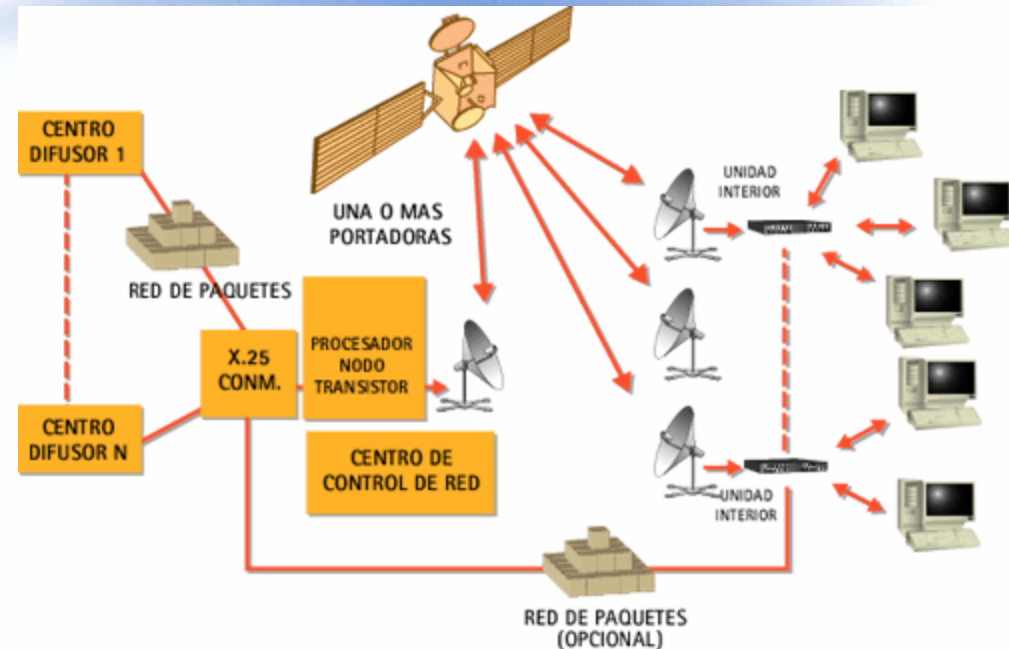 CENTRO
DIFUSOR 1
UNA O MAS
PORTADORAS
UNIDAD
INTERIOR
RED DE PAQUETES
X.25
CONM.
PROCESADOR
NODO
TRANSISTOR
CENTRO
DIFUSOR N
CENTRO DE
CONTROL DE RED
UNIDAD
INTERIOR
RED DE PAQUETES
(OPCIONAL)